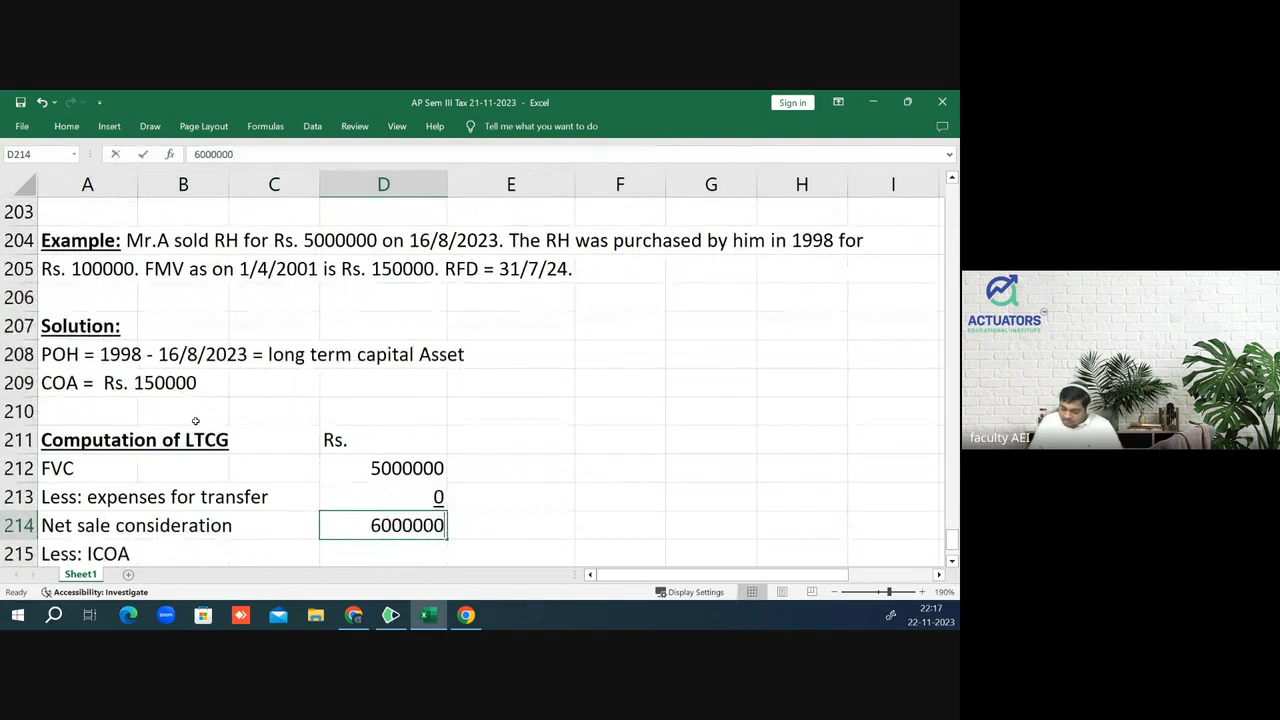 AP Sem III Tax 21-11-2023 - Excel
Sign in
File Home Insert Draw Page Layout Formulas Data Review View Help Tell me what you want to do
D214 fx 6000000
A B C D E F G H I
203
204 Example: Mr.A sold RH for Rs. 5000000 on 16/8/2023. The RH was purchased by him in 1998 for
205 Rs. 100000. FMV as on 1/4/2001 is Rs. 150000. RFD = 31/7/24.
206
207 Solution:
208 POH = 1998 - 16/8/2023 = long term capital Asset
209 COA = Rs. 150000
210
211 Computation of LTCG Rs.
212 FVC 5000000
213 Less: expenses for transfer 0
214 Net sale consideration 6000000
215 Less: ICOA
Sheet1
Ready Accessibility: Investigate Display Settings 190%
zoom
22:17
22-11-2023
ACTUATORS
EDUCATIONAL INSTITUTE
faculty AEI